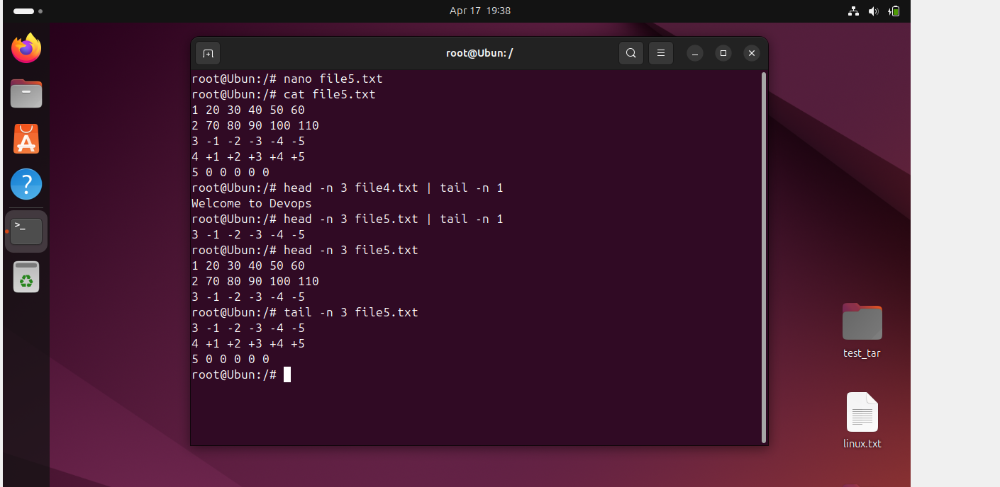 Apr 17 19:38
root@Ubun: /
root@Ubun:/# nano file5.txt
root@Ubun:/# cat file5.txt
1 20 30 40 50 60
2 70 80 90 100 110
3 -1 -2 -3 -4 -5
4 +1 +2 +3 +4 +5
5 0 0 0 0 0
root@Ubun:/# head -n 3 file4.txt | tail -n 1
Welcome to Devops
root@Ubun:/# head -n 3 file5.txt | tail -n 1
3 -1 -2 -3 -4 -5
root@Ubun:/# head -n 3 file5.txt
1 20 30 40 50 60
2 70 80 90 100 110
3 -1 -2 -3 -4 -5
root@Ubun:/# tail -n 3 file5.txt
3 -1 -2 -3 -4 -5
4 +1 +2 +3 +4 +5
5 0 0 0 0 0
root@Ubun:/#
test_tar
linux.txt